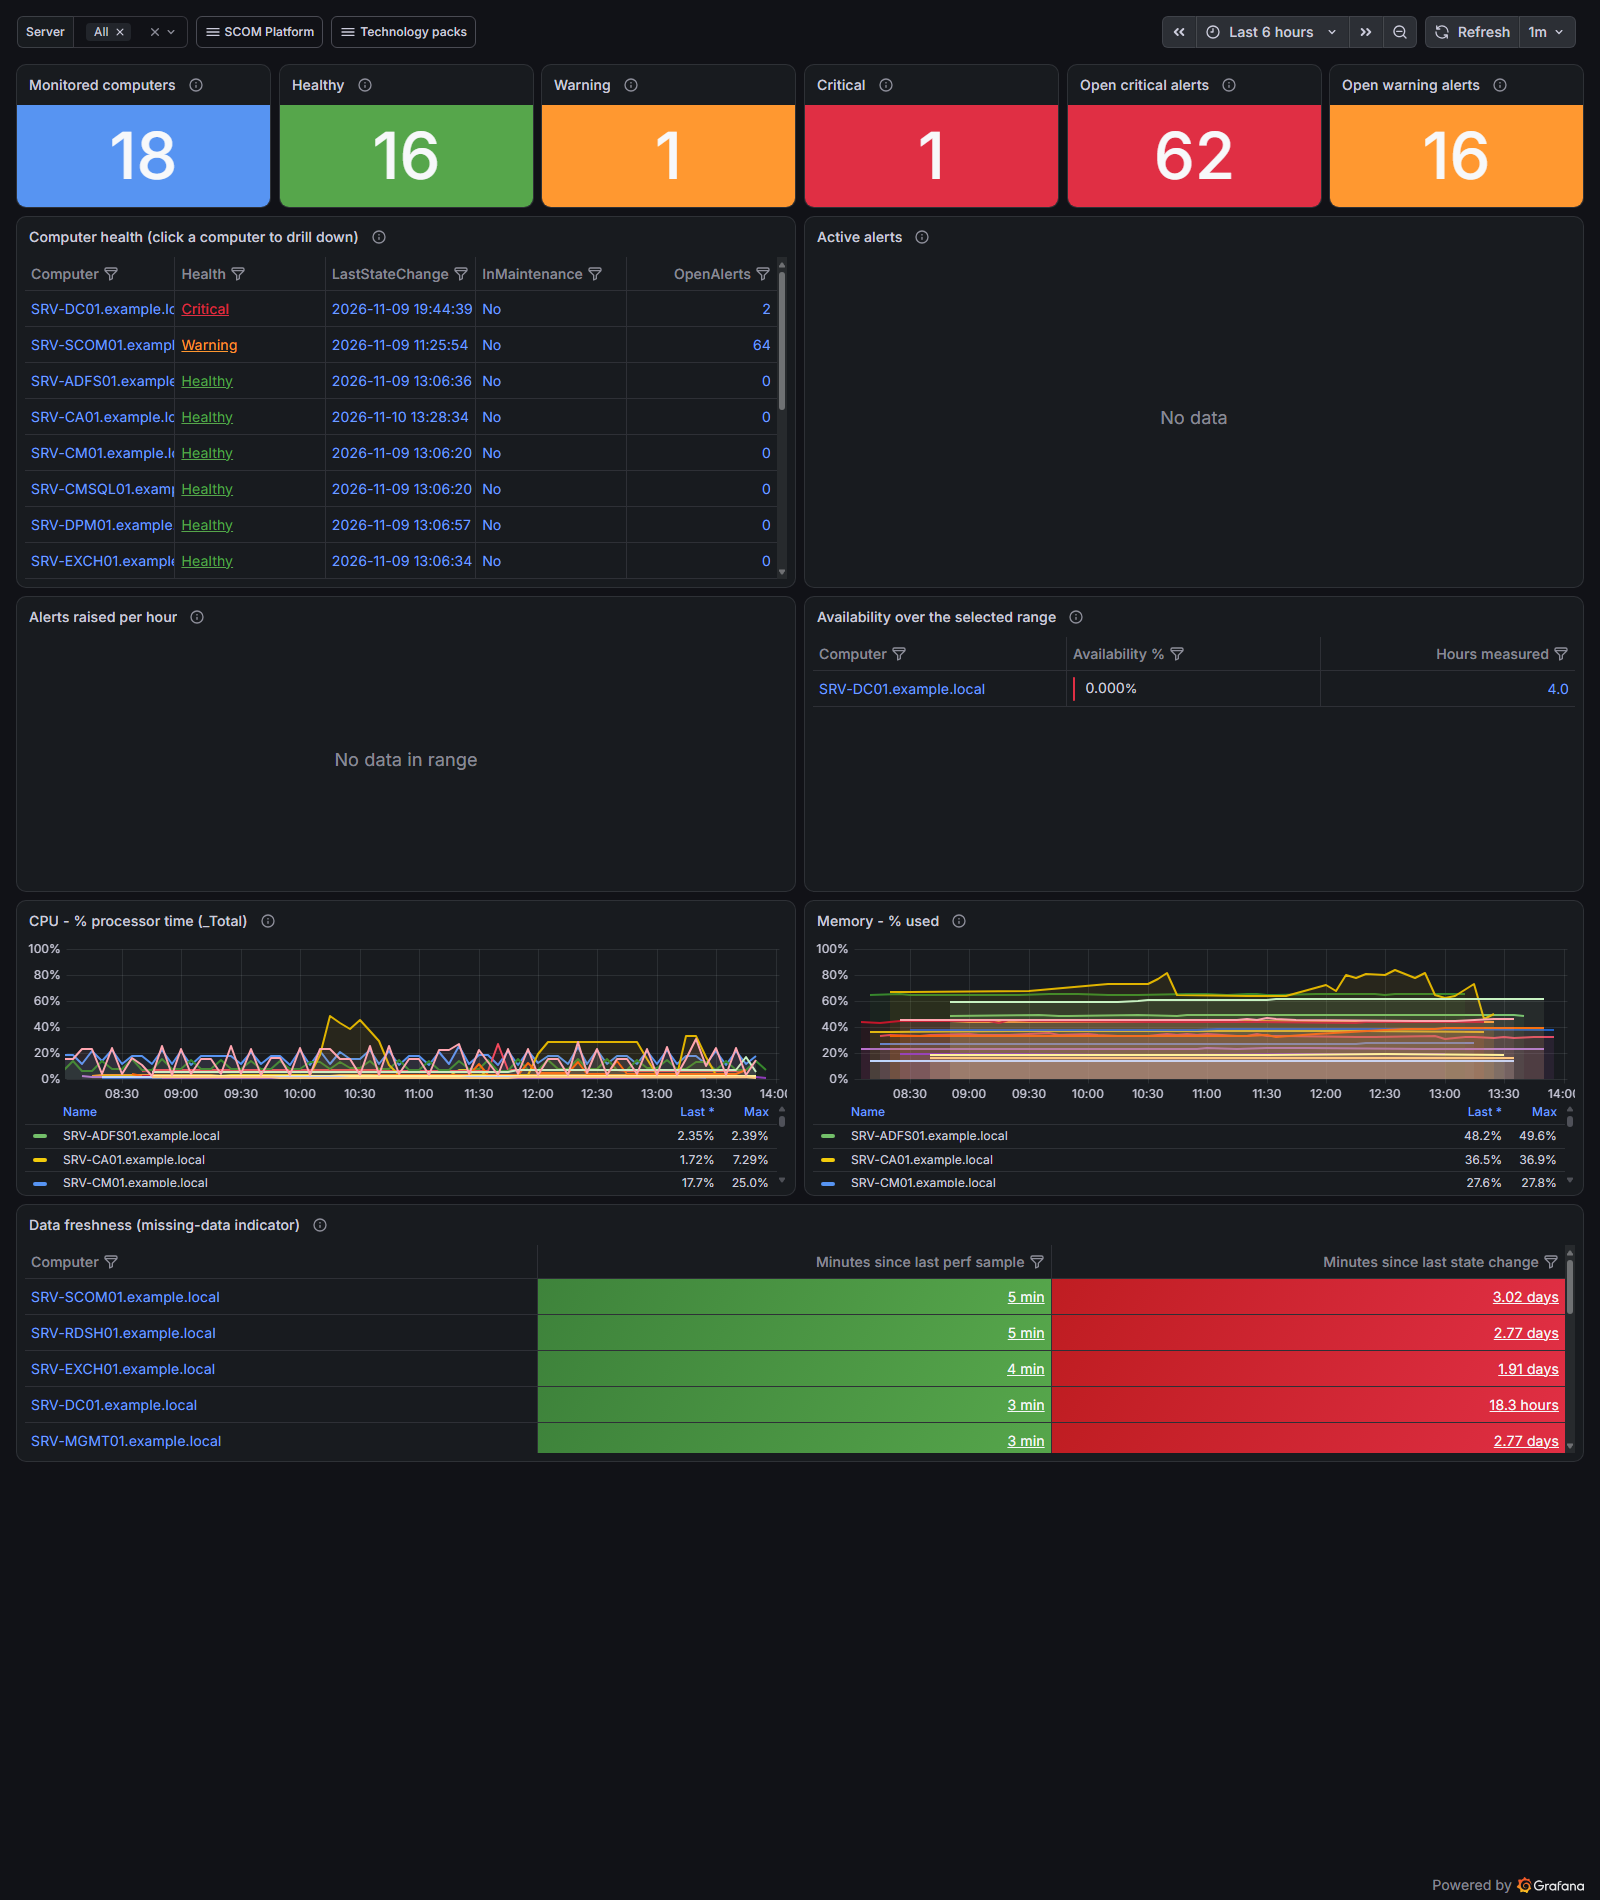 Server All SCOM Platform Technology packs Last 6 hours Refresh 1m
Monitored computers Healthy Warning Critical Open critical alerts Open warning alerts
18 16 1 1 62 16
Computer health (click a computer to drill down)
Computer Health LastStateChange InMaintenance OpenAlerts
SRV-DC01.example.lo Critical 2026-11-09 19:44:39 No 2
SRV-SCOM01.exampl Warning 2026-11-09 11:25:54 No 64
SRV-ADFS01.example Healthy 2026-11-09 13:06:36 No 0
SRV-CA01.example.lo Healthy 2026-11-10 13:28:34 No 0
SRV-CM01.example.l Healthy 2026-11-09 13:06:20 No 0
SRV-CMSQL01.examp Healthy 2026-11-09 13:06:20 No 0
SRV-DPM01.example Healthy 2026-11-09 13:06:57 No 0
SRV-EXCH01.example Healthy 2026-11-09 13:06:34 No 0
Active alerts
No data
Alerts raised per hour
No data in range
Availability over the selected range
Computer Availability % Hours measured
SRV-DC01.example.local 0.000% 4.0
CPU - % processor time (_Total)
100%
80%
60%
40%
20%
0%
08:30 09:00 09:30 10:00 10:30 11:00 11:30 12:00 12:30 13:00 13:30 14:00
Name Last * Max
SRV-ADFS01.example.local 2.35% 2.39%
SRV-CA01.example.local 1.72% 7.29%
SRV-CM01.example.local 17.7% 25.0%
Memory - % used
100%
80%
60%
40%
20%
0%
08:30 09:00 09:30 10:00 10:30 11:00 11:30 12:00 12:30 13:00 13:30 14:00
Name Last * Max
SRV-ADFS01.example.local 48.2% 49.6%
SRV-CA01.example.local 36.5% 36.9%
SRV-CM01.example.local 27.6% 27.8%
Data freshness (missing-data indicator)
Computer Minutes since last perf sample Minutes since last state change
SRV-SCOM01.example.local 5 min 3.02 days
SRV-RDSH01.example.local 5 min 2.77 days
SRV-EXCH01.example.local 4 min 1.91 days
SRV-DC01.example.local 3 min 18.3 hours
SRV-MGMT01.example.local 3 min 2.77 days
Powered by Grafana